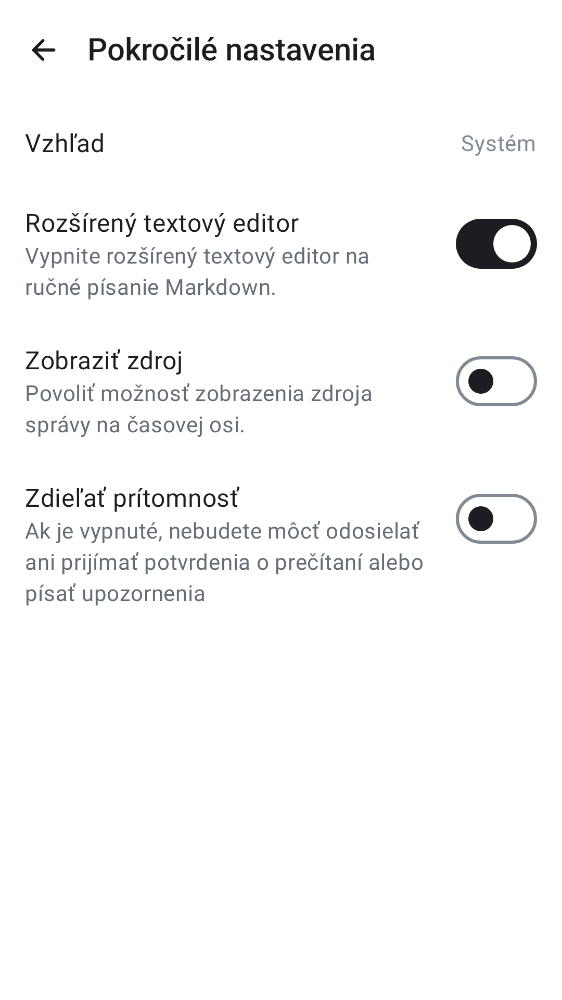 Pokročilé nastavenia
Vzhľad
Systém
Rozšírený textový editor
Vypnite rozšírený textový editor na
ručné písanie Markdown.
Zobraziť zdroj
Povoliť možnosť zobrazenia zdroja
správy na časovej osi.
Zdieľať prítomnosť
Ak je vypnuté, nebudete môcť odosielať
ani prijímať potvrdenia o prečítaní alebo
písať upozornenia